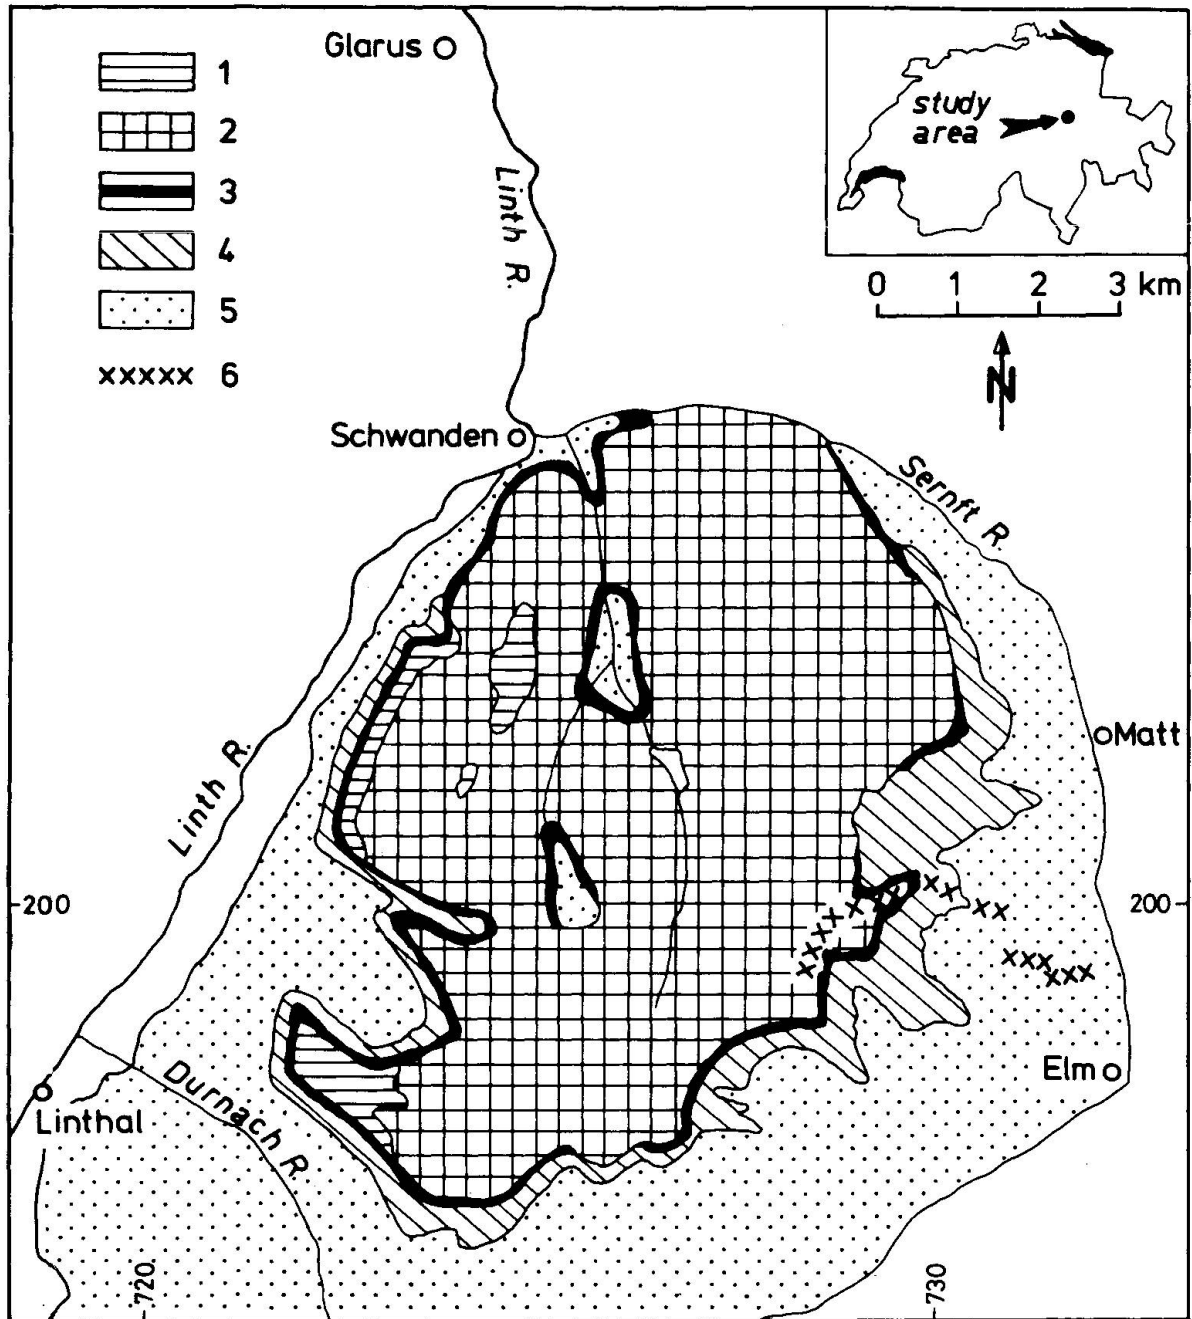 Glarus
1
2
3
4
5
xxxxx 6
study
area
0 1 2 3 km
N
Linth R.
Schwanden
Sernft R.
Matt
Linth R.
200
200
Elm
Linthal
Durnach R.
720
730